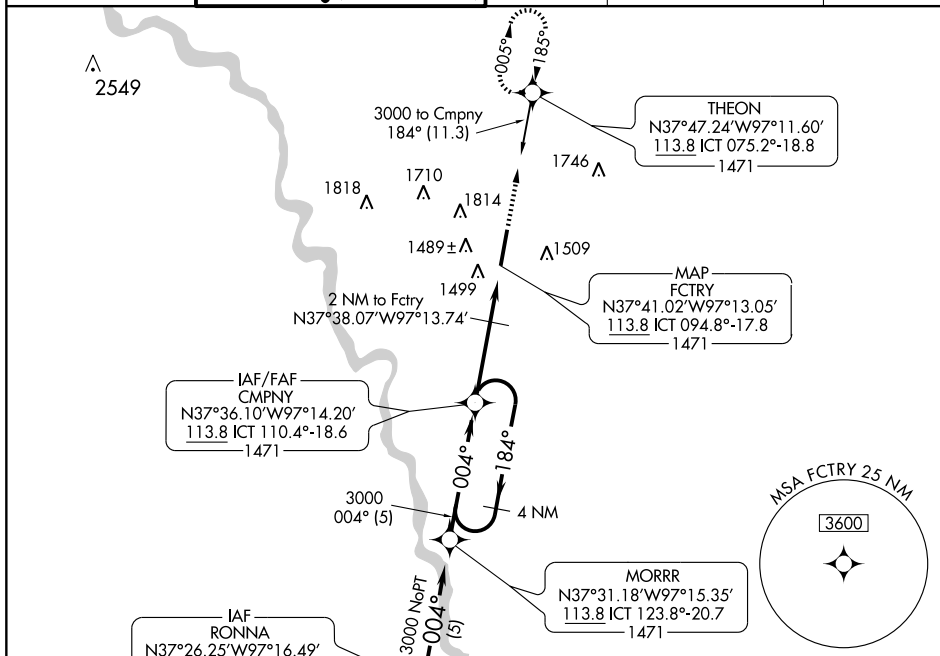 2549
005°
185°
3000 to Cmpny
184° (11.3)
THEON
N37°47.24′W97°11.60′
113.8 ICT 075.2°-18.8
1471
1746
1710
1818
1814
1489±
1509
1499
MAP
FCTRY
N37°41.02′W97°13.05′
113.8 ICT 094.8°-17.8
1471
2 NM to Fctry
N37°38.07′W97°13.74′
IAF/FAF
CMPNY
N37°36.10′W97°14.20′
113.8 ICT 110.4°-18.6
1471
004°
184°
3000
004° (5)
4 NM
MSA FCTRY 25 NM
3600
MORRR
N37°31.18′W97°15.35′
113.8 ICT 123.8°-20.7
1471
3000 NoPT
004°
(5)
IAF
RONNA
N37°26.25′W97°16.49′